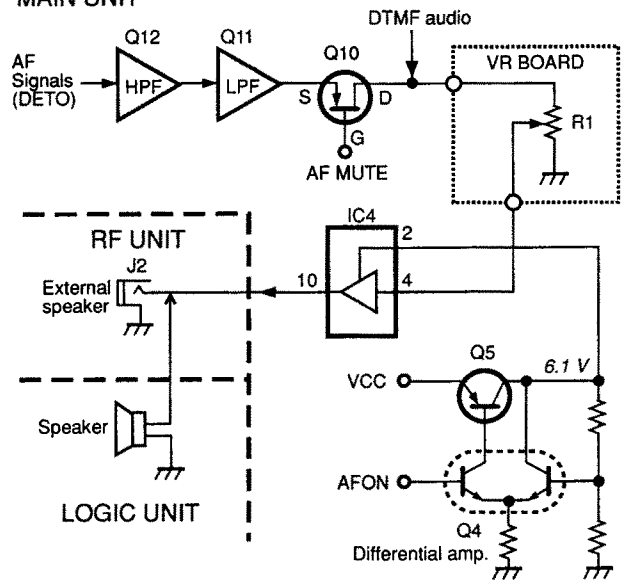 MAIN UNIT
DTMF audio
Q12
Q11
Q10
VR BOARD
AF
Signals
(DETO)
HPF
LPF
S
D
R1
G
AF MUTE
IC4
2
RF UNIT
J2
10
4
External
speaker
Q5
6.1 V
VCC
Speaker
AFON
LOGIC UNIT
Q4
Differential amp.